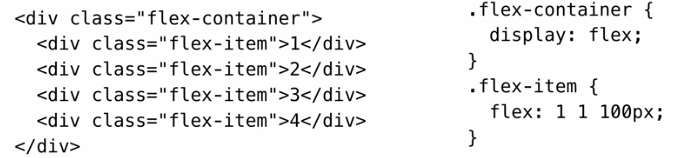 <div class="flex-container">
  <div class="flex-item">1</div>
  <div class="flex-item">2</div>
  <div class="flex-item">3</div>
  <div class="flex-item">4</div>
</div>
.flex-container {
  display: flex;
}
.flex-item {
  flex: 1 1 100px;
}